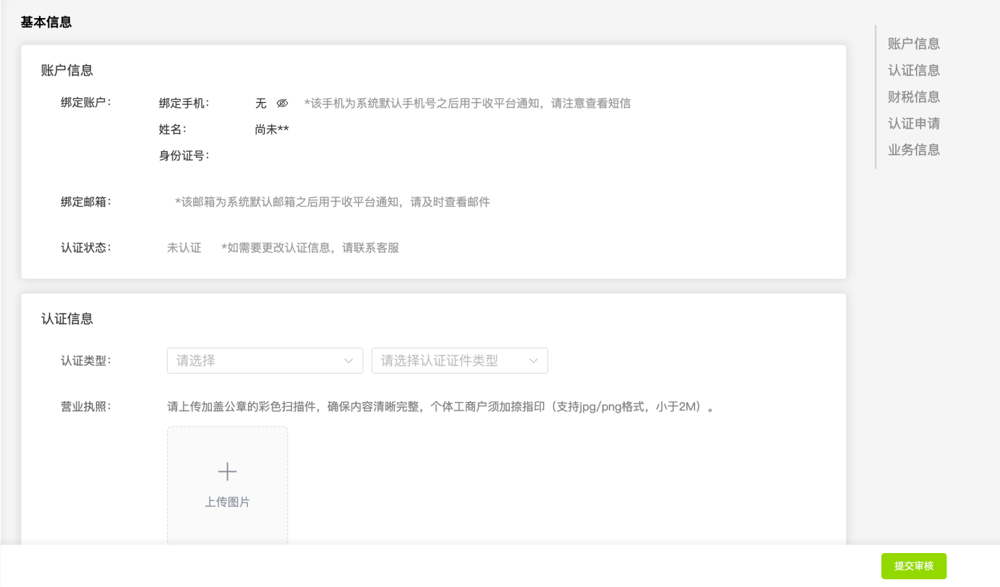 基本信息
账户信息
绑定账户：
绑定手机：
无
*该手机为系统默认手机号之后用于收平台通知，请注意查看短信
姓名：
尚未**
身份证号：
绑定邮箱：
*该邮箱为系统默认邮箱之后用于收平台通知，请及时查看邮件
认证状态：
未认证
*如需要更改认证信息，请联系客服
认证信息
认证类型：
请选择
请选择认证证件类型
营业执照：
请上传加盖公章的彩色扫描件，确保内容清晰完整，个体工商户须加捺指印（支持jpg/png格式，小于2M）。
上传图片
账户信息
认证信息
财税信息
认证申请
业务信息
提交审核